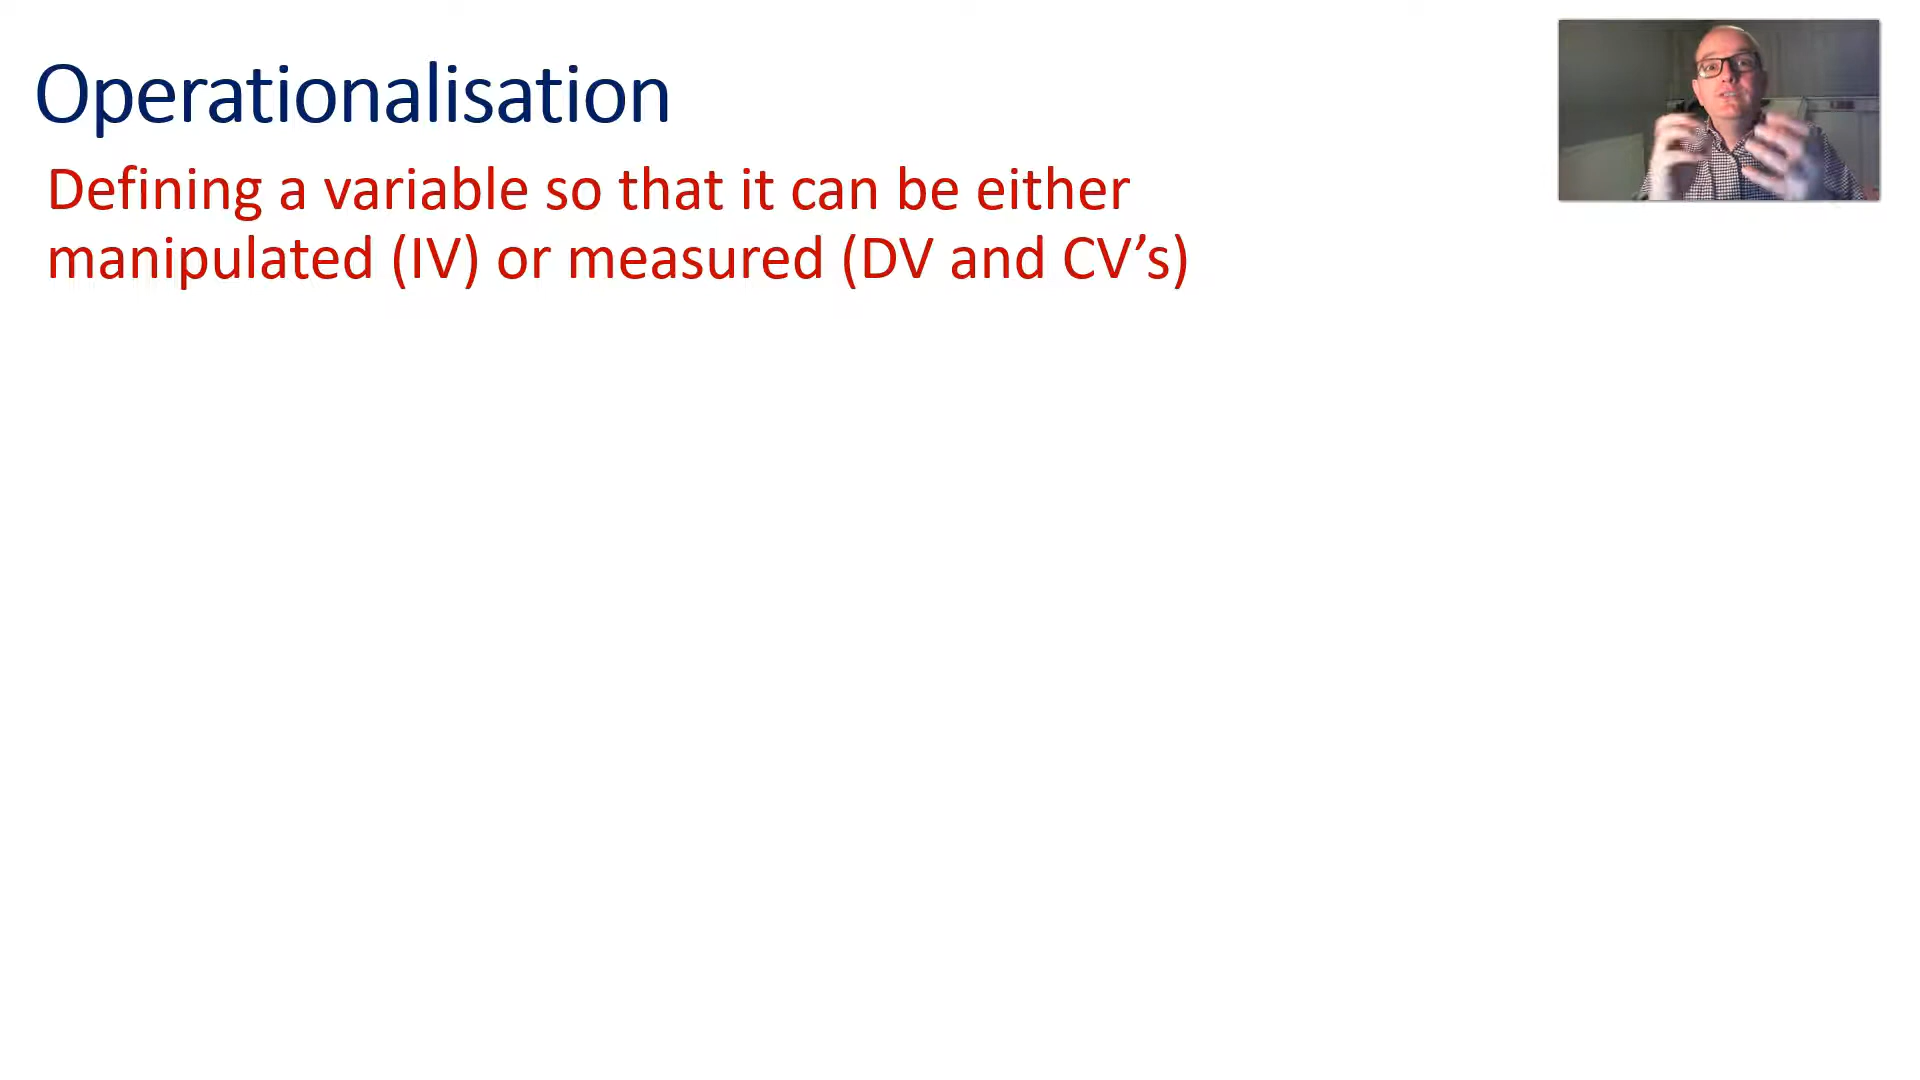 Operationalisation
Defining a variable so that it can be either
manipulated (IV) or measured (DV and CV’s)